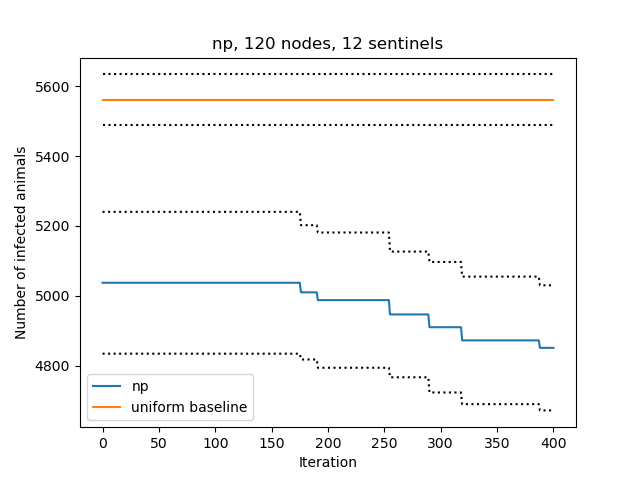 np, 120 nodes, 12 sentinels
Number of infected animals
5600
5400
5200
5000
4800
np
uniform baseline
0 50 100 150 200 250 300 350 400
Iteration